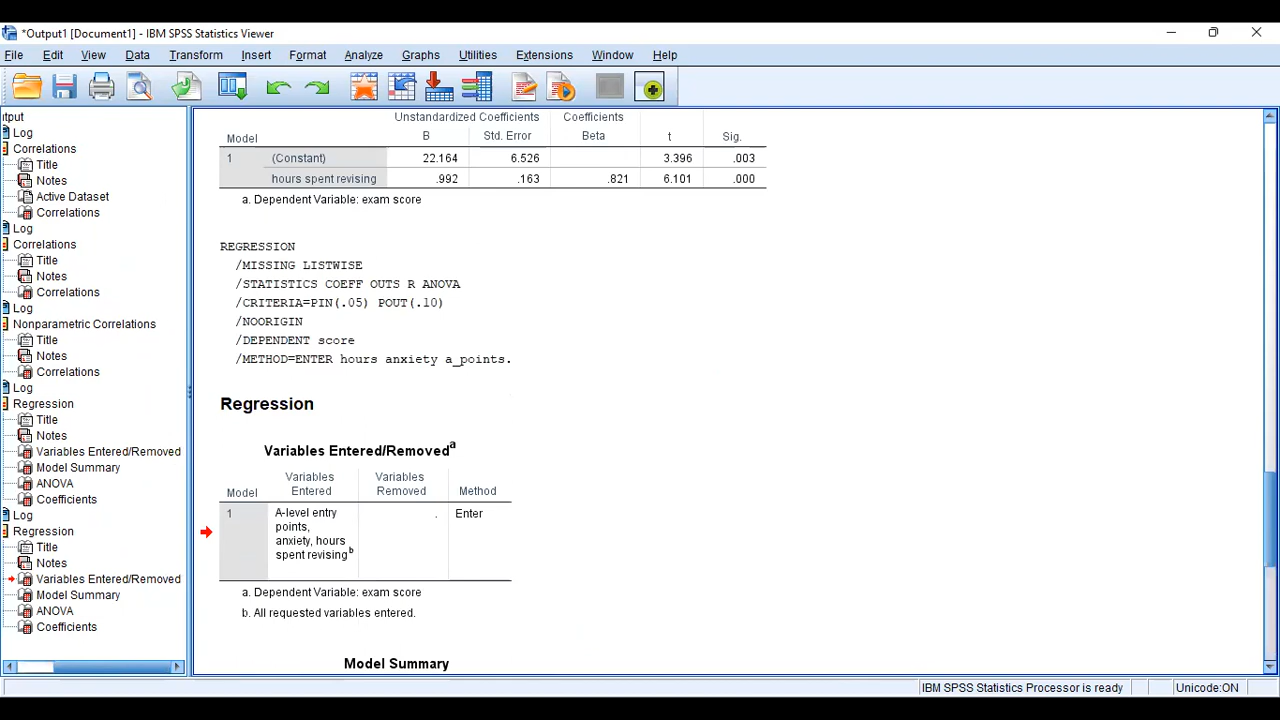 *Output1 [Document1] - IBM SPSS Statistics Viewer
File Edit View Data Transform Insert Format Analyze Graphs Utilities Extensions Window Help
tput
Log
Correlations
Title
Notes
Active Dataset
Correlations
Log
Correlations
Title
Notes
Correlations
Log
Nonparametric Correlations
Title
Notes
Correlations
Log
Regression
Title
Notes
Variables Entered/Removed
Model Summary
ANOVA
Coefficients
Log
Regression
Title
Notes
Variables Entered/Removed
Model Summary
ANOVA
Coefficients
Unstandardized Coefficients Coefficients
Model B Std. Error Beta t Sig.
1 (Constant) 22.164 6.526 3.396 .003
hours spent revising .992 .163 .821 6.101 .000
a. Dependent Variable: exam score
REGRESSION
/MISSING LISTWISE
/STATISTICS COEFF OUTS R ANOVA
/CRITERIA=PIN(.05) POUT(.10)
/NOORIGIN
/DEPENDENT score
/METHOD=ENTER hours anxiety a_points.
Regression
Variables Entered/Removedª
Variables Variables
Model Entered Removed Method
1 A-level entry . Enter
points,
anxiety, hours
spent revisingᵇ
a. Dependent Variable: exam score
b. All requested variables entered.
Model Summary
IBM SPSS Statistics Processor is ready Unicode:ON